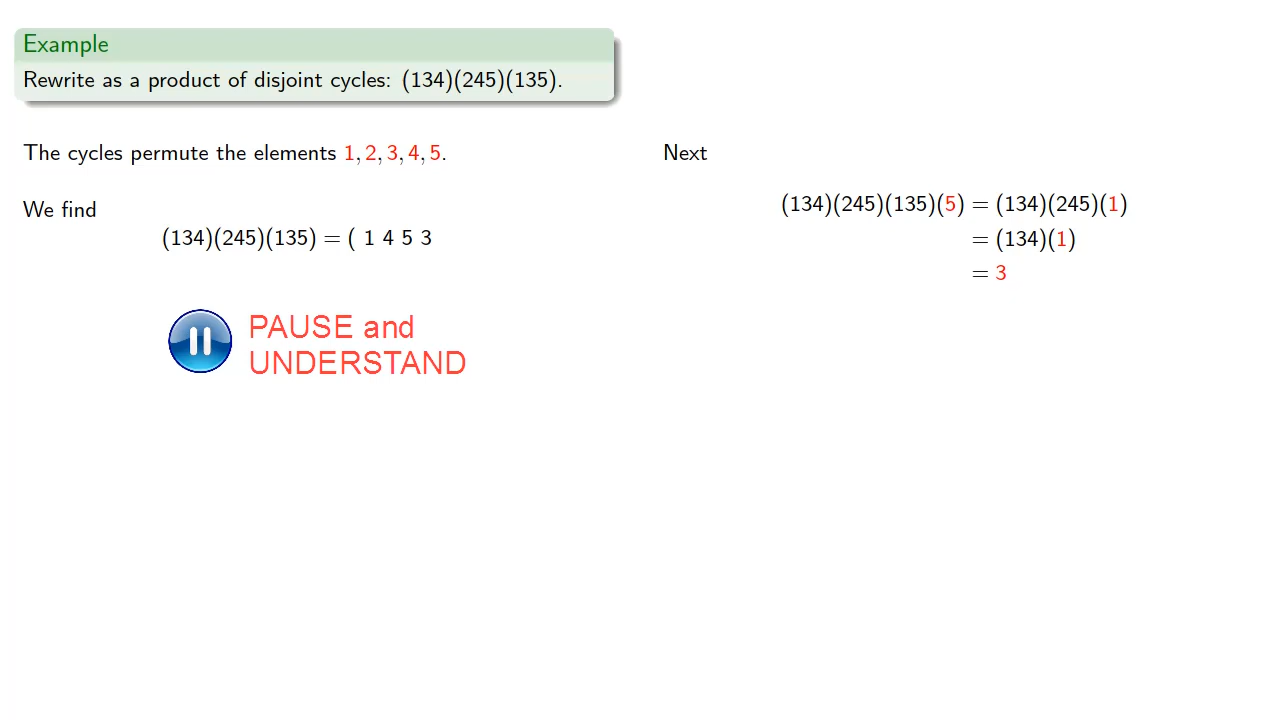 Example
Rewrite as a product of disjoint cycles: (134)(245)(135).
The cycles permute the elements 1, 2, 3, 4, 5.
We find
(134)(245)(135) = ( 1 4 5 3
PAUSE and
UNDERSTAND
Next
(134)(245)(135)(5) = (134)(245)(1)
= (134)(1)
= 3